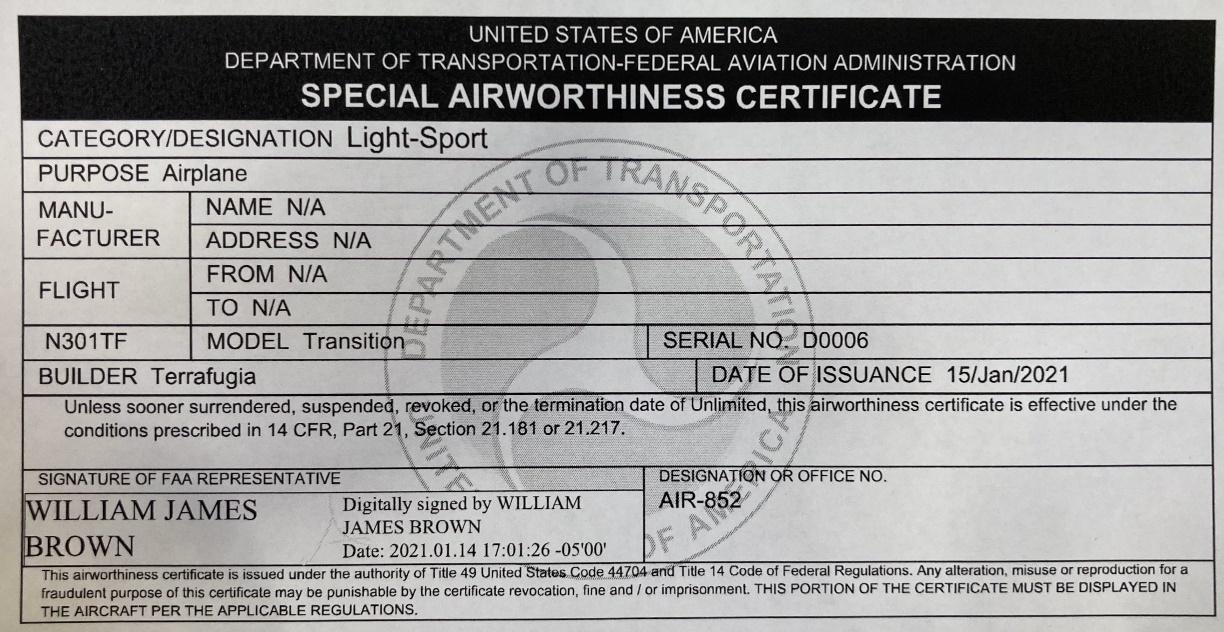 UNITED STATES OF AMERICA
DEPARTMENT OF TRANSPORTATION-FEDERAL AVIATION ADMINISTRATION
SPECIAL AIRWORTHINESS CERTIFICATE
CATEGORY/DESIGNATION Light-Sport
PURPOSE Airplane
MANU-
FACTURER
NAME N/A
ADDRESS N/A
FLIGHT
FROM N/A
TO N/A
N301TF
MODEL Transition
SERIAL NO. D0006
BUILDER Terrafugia
DATE OF ISSUANCE 15/Jan/2021
Unless sooner surrendered, suspended, revoked, or the termination date of Unlimited, this airworthiness certificate is effective under the
conditions prescribed in 14 CFR, Part 21, Section 21.181 or 21.217.
SIGNATURE OF FAA REPRESENTATIVE
WILLIAM JAMES
BROWN
Digitally signed by WILLIAM
JAMES BROWN
Date: 2021.01.14 17:01:26 -05'00'
DESIGNATION OR OFFICE NO.
AIR-852
This airworthiness certificate is issued under the authority of Title 49 United States Code 44704 and Title 14 Code of Federal Regulations. Any alteration, misuse or reproduction for a
fraudulent purpose of this certificate may be punishable by the certificate revocation, fine and / or imprisonment. THIS PORTION OF THE CERTIFICATE MUST BE DISPLAYED IN
THE AIRCRAFT PER THE APPLICABLE REGULATIONS.
DEPARTMENT OF TRANSPORTATION
OF AMERICA